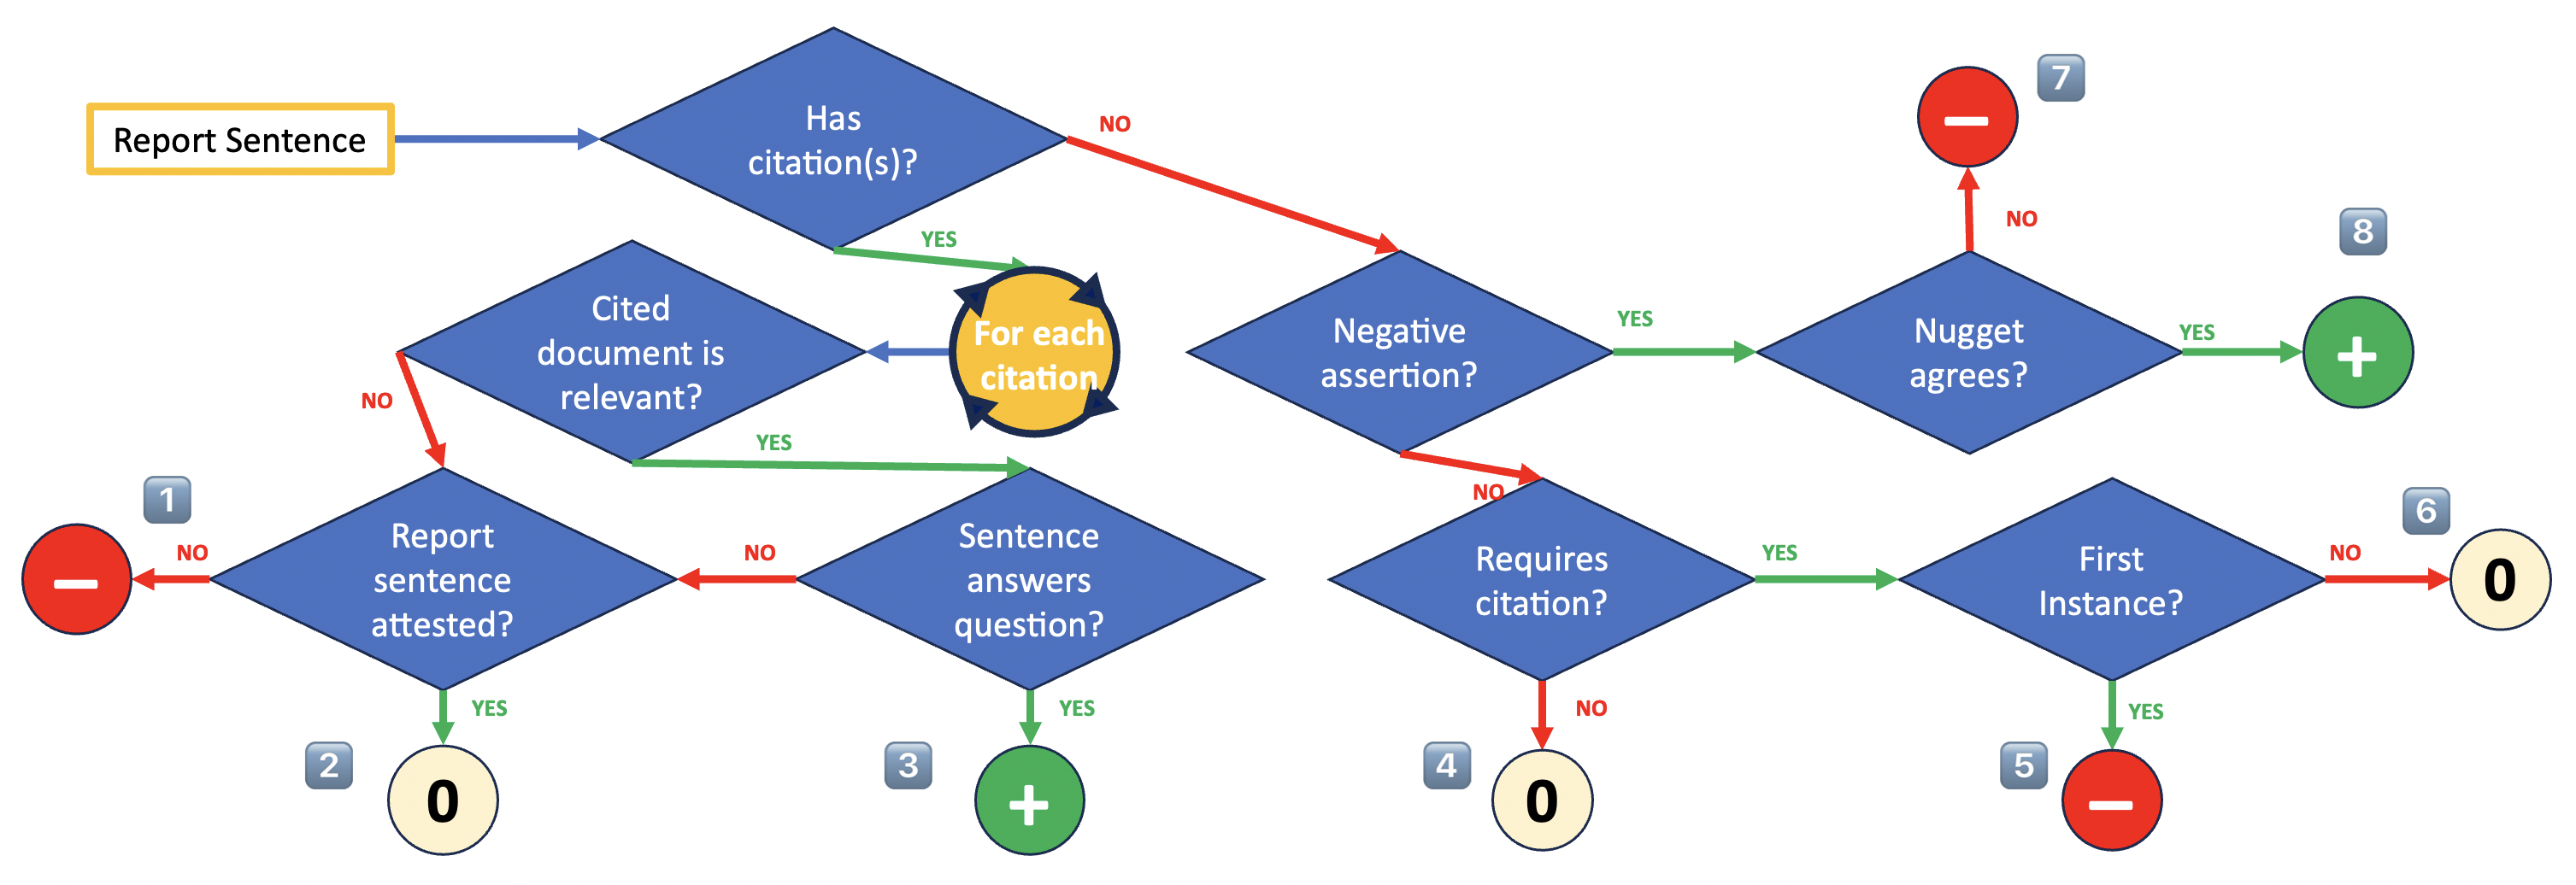 Report Sentence
Has
citation(s)?
NO
YES
For each
citation
Cited
document is
relevant?
NO
YES
Negative
assertion?
YES
NO
Nugget
agrees?
NO
7
–
YES
8
+
1
–
NO
Report
sentence
attested?
NO
Sentence
answers
question?
YES
2
0
YES
3
+
Requires
citation?
YES
First
Instance?
NO
6
0
NO
4
0
YES
5
–